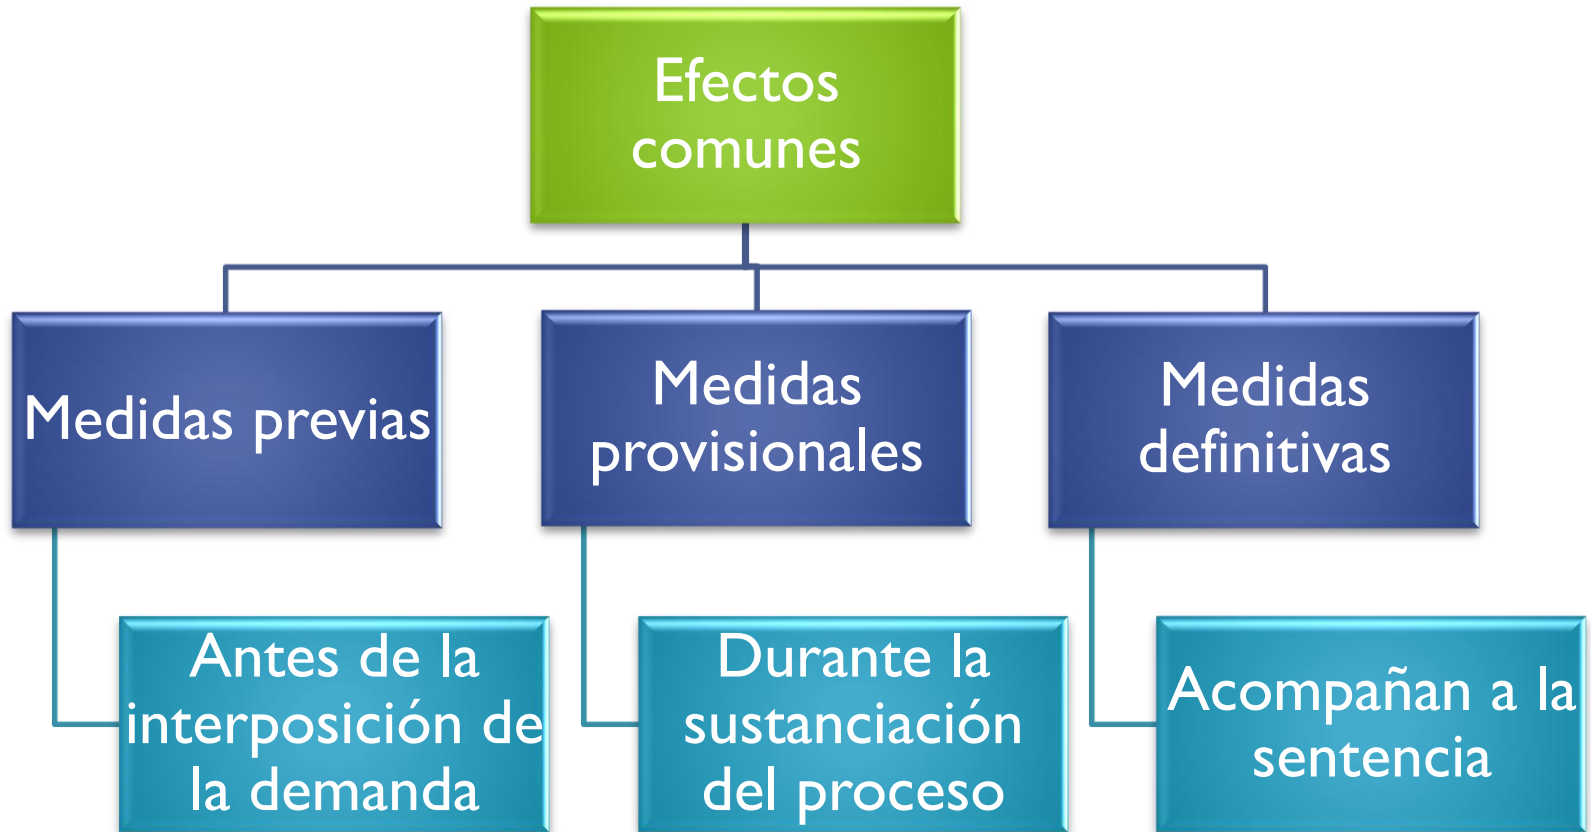 Efectos
comunes
Medidas previas
Medidas
provisionales
Medidas
definitivas
Antes de la
interposición de
la demanda
Durante la
sustanciación
del proceso
Acompañan a la
sentencia